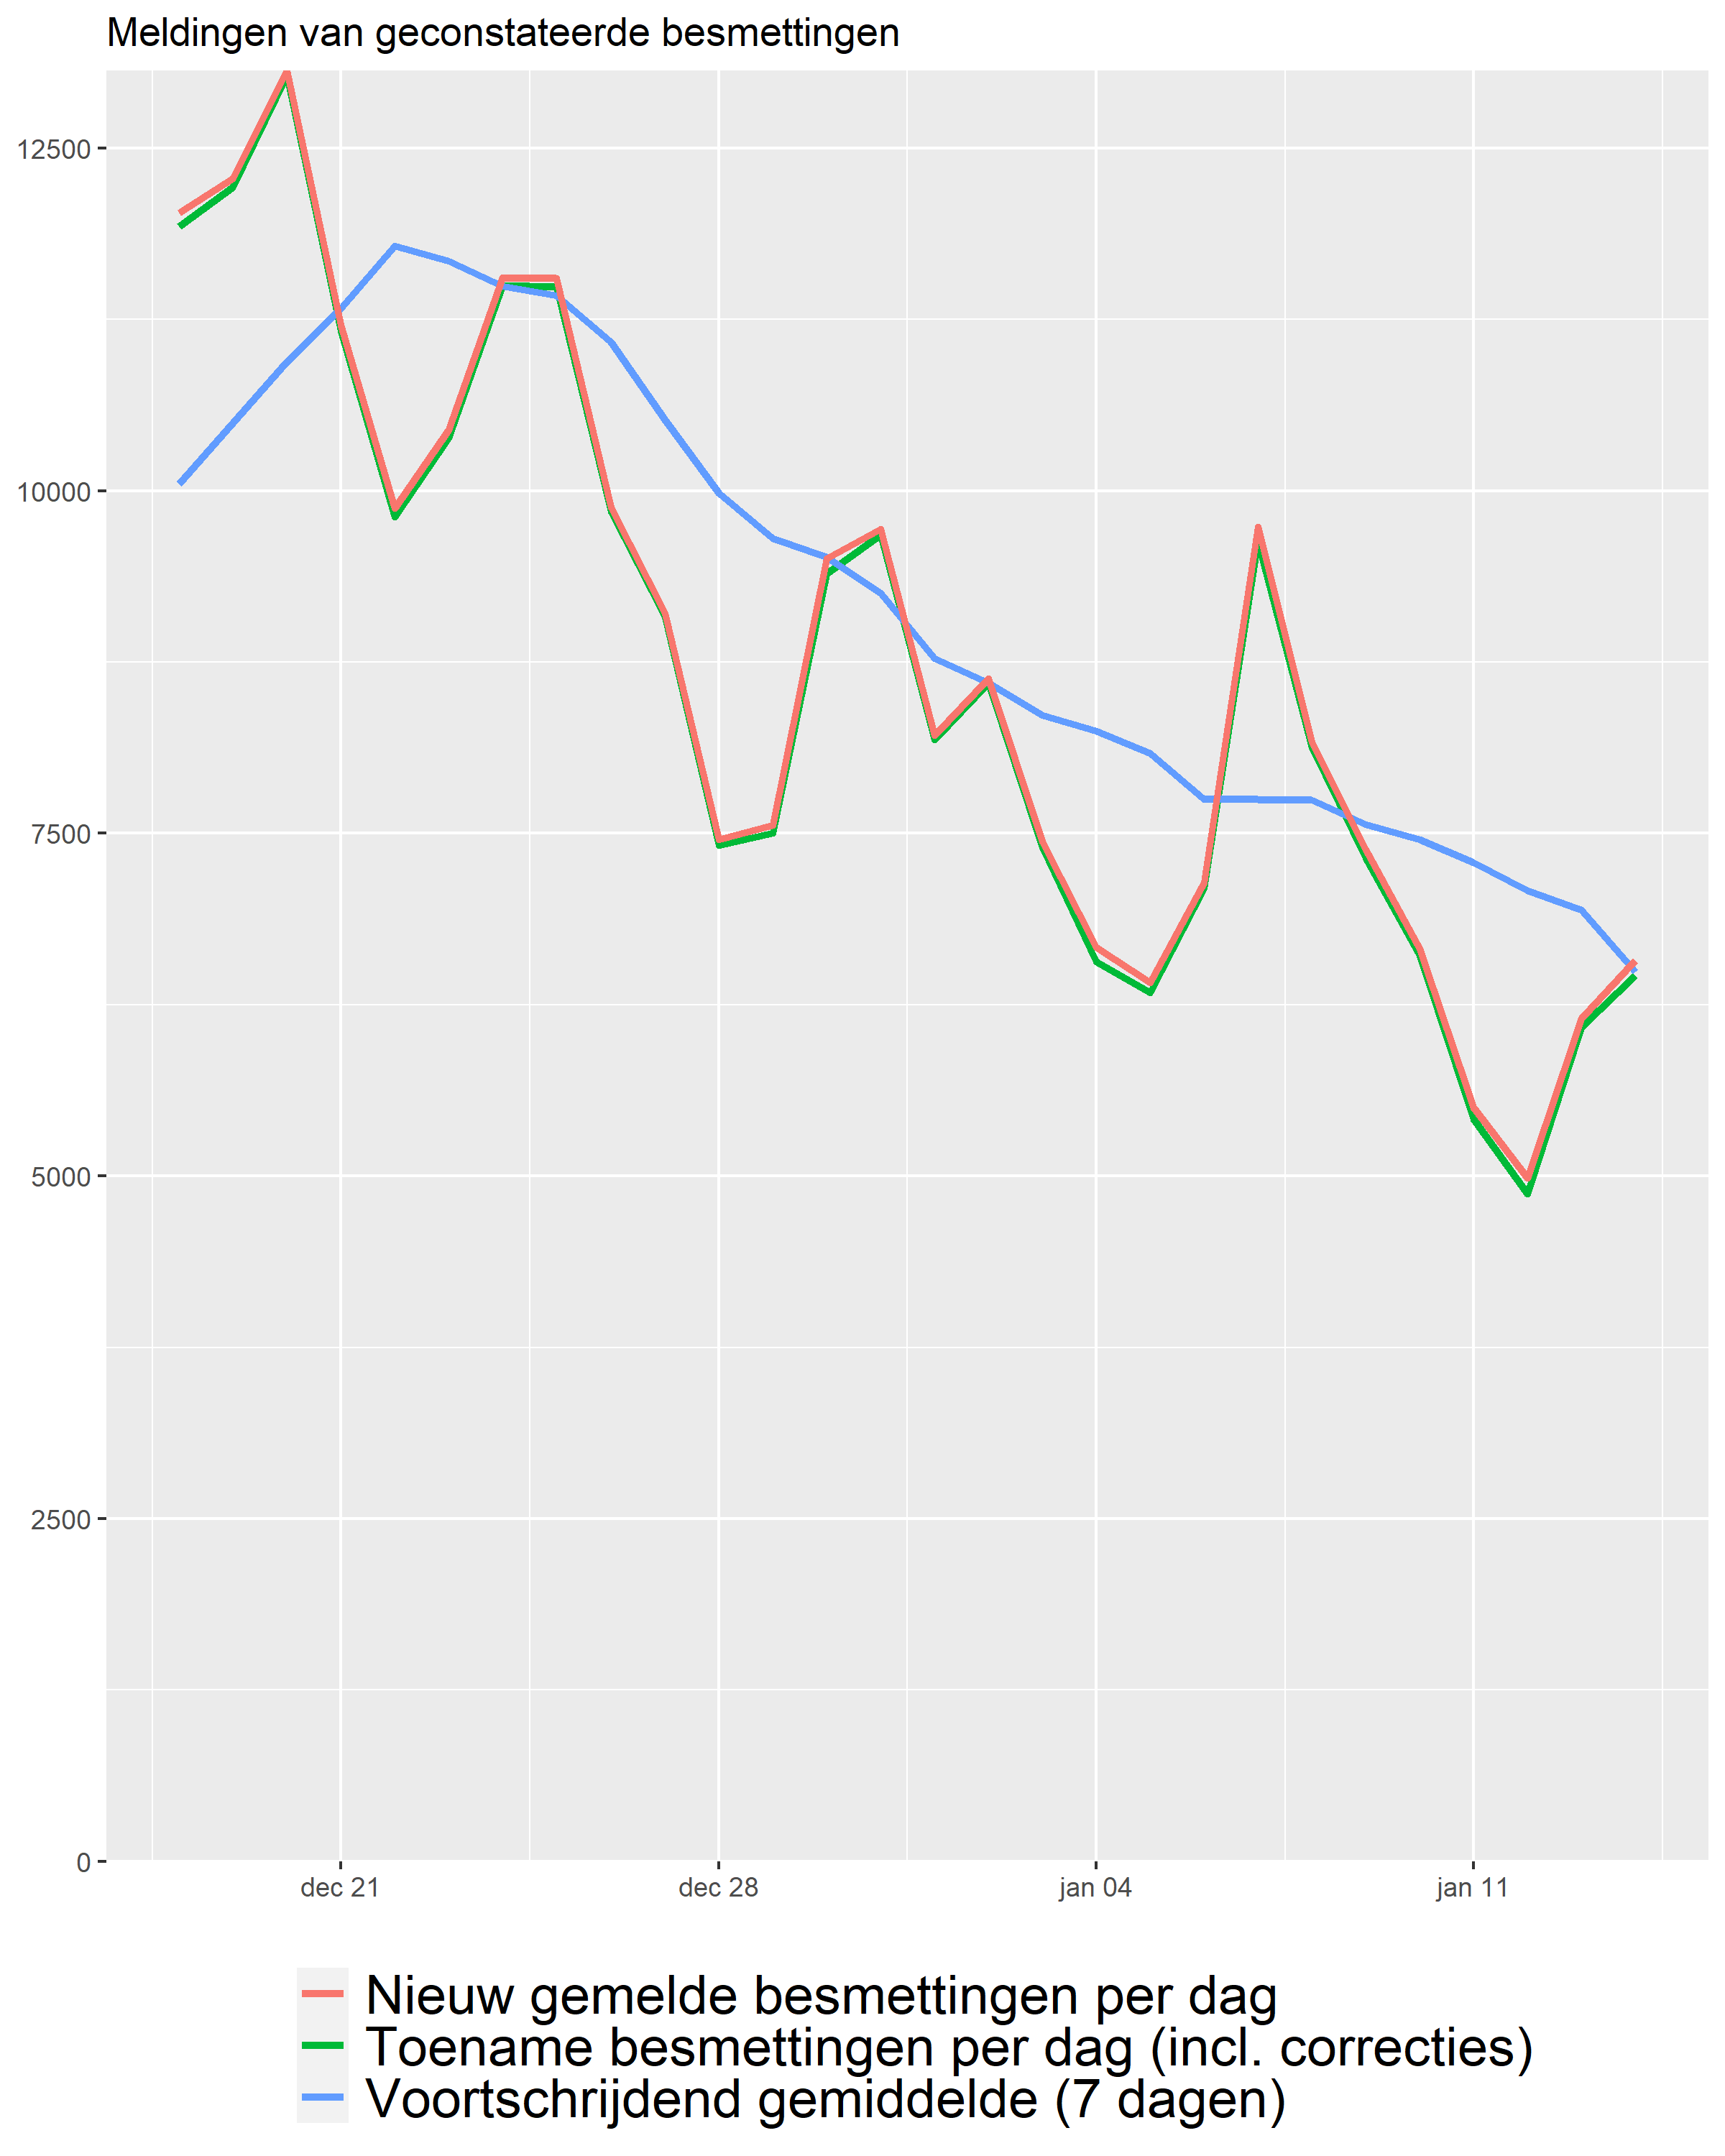 Meldingen van geconstateerde besmettingen
12500
10000
7500
5000
2500
0
dec 21
dec 28
jan 04
jan 11
Nieuw gemelde besmettingen per dag
Toename besmettingen per dag (incl. correcties)
Voortschrijdend gemiddelde (7 dagen)